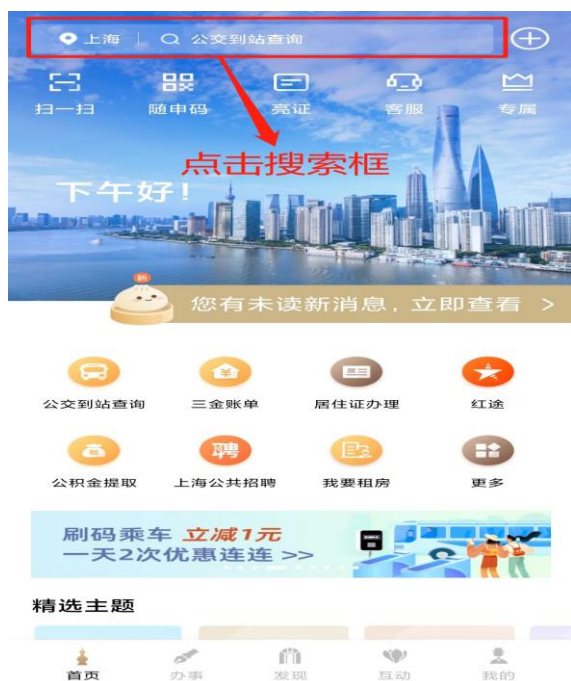 上海 公交到站查询
扫一扫 随申码 亮证 客服 专属
点击搜索框
下午好！
新
您有未读新消息，立即查看 >
公交到站查询 三金账单 居住证办理 红途
聘
公积金提取 上海公共招聘 我要租房 更多
刷码乘车 立减1元
一天2次优惠连连 >>
精选主题
首页 办事 发现 互动 我的